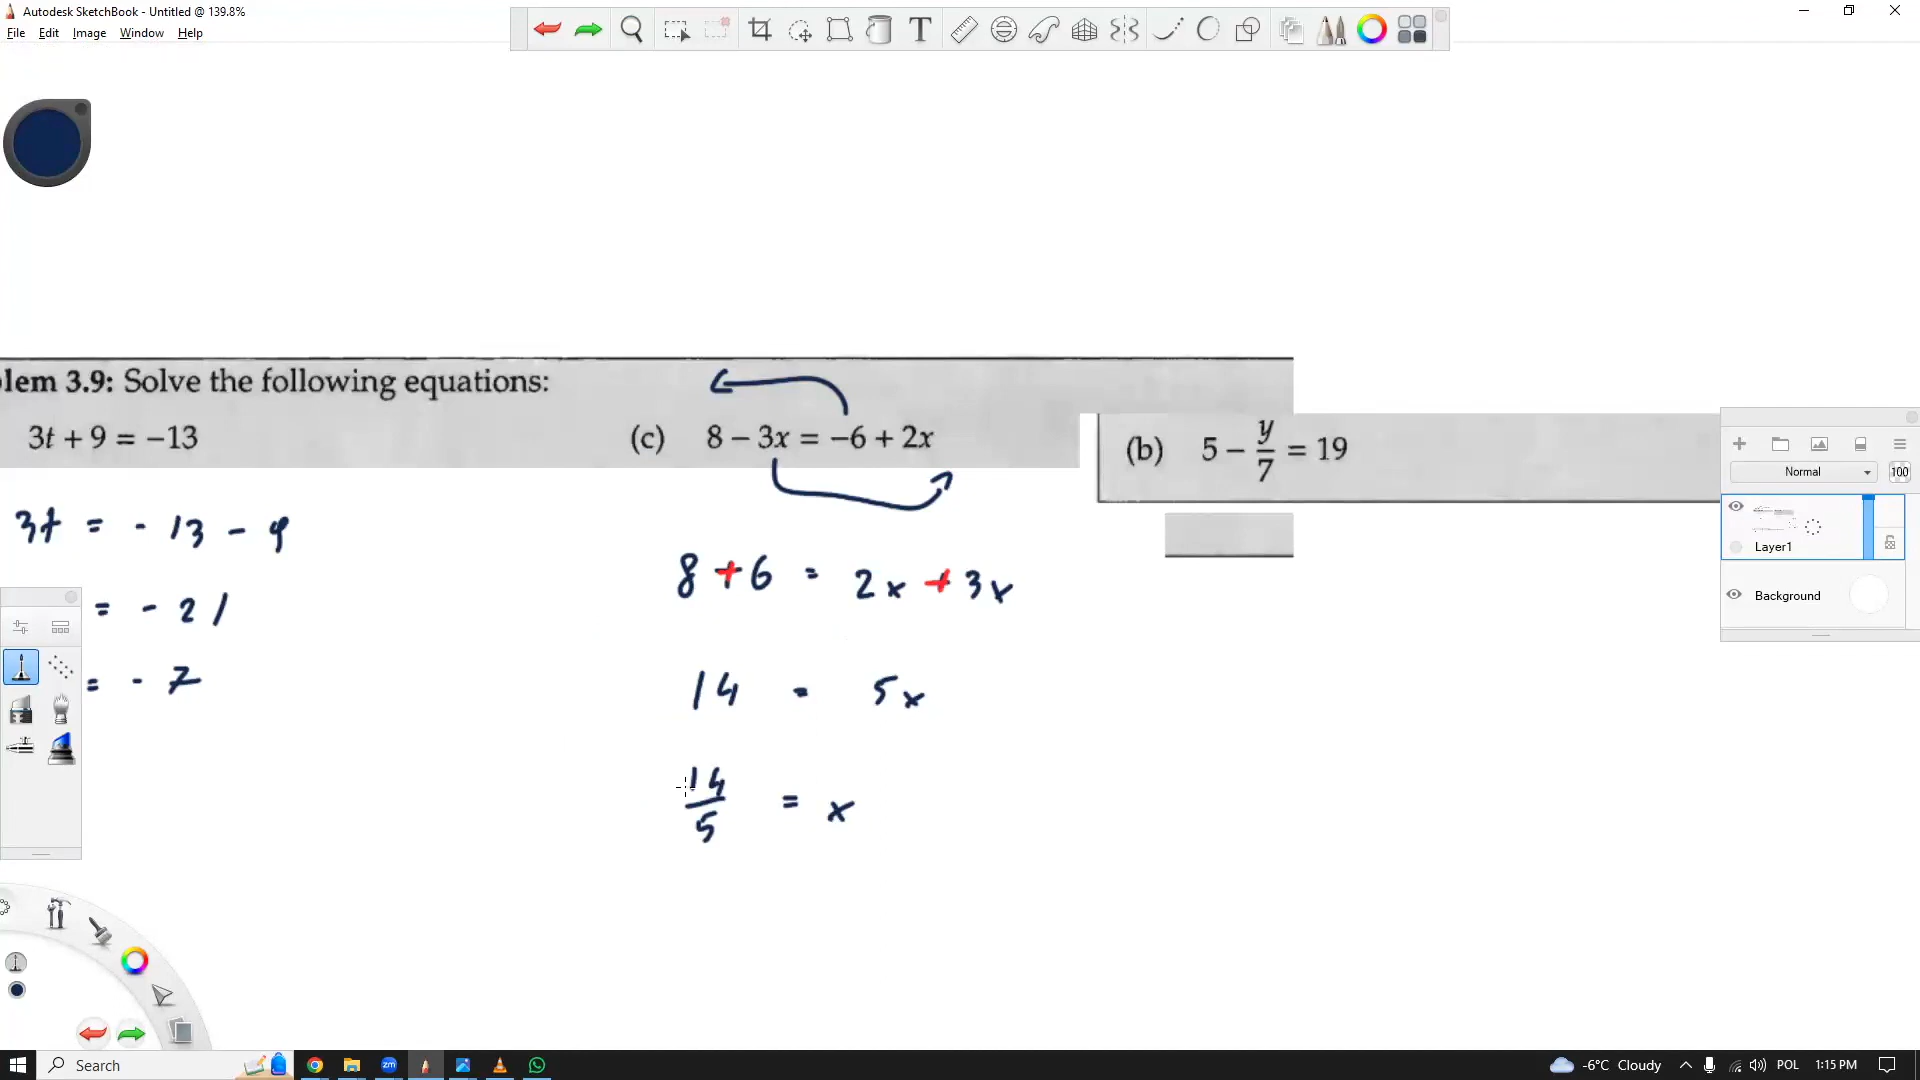 Autodesk SketchBook - Untitled @ 139.8%
File Edit Image Window Help
T
lem 3.9: Solve the following equations:
3t + 9 = −13
(c) 8 − 3x = −6 + 2x
(b) 5 − y/7 = 19
3t = - 13 - 9
= - 21
= - 7
8 + 6 = 2x + 3x
14 = 5x
14/5 = x
Normal 100
Layer1
Background
Search
zm
-6°C Cloudy
POL
1:15 PM